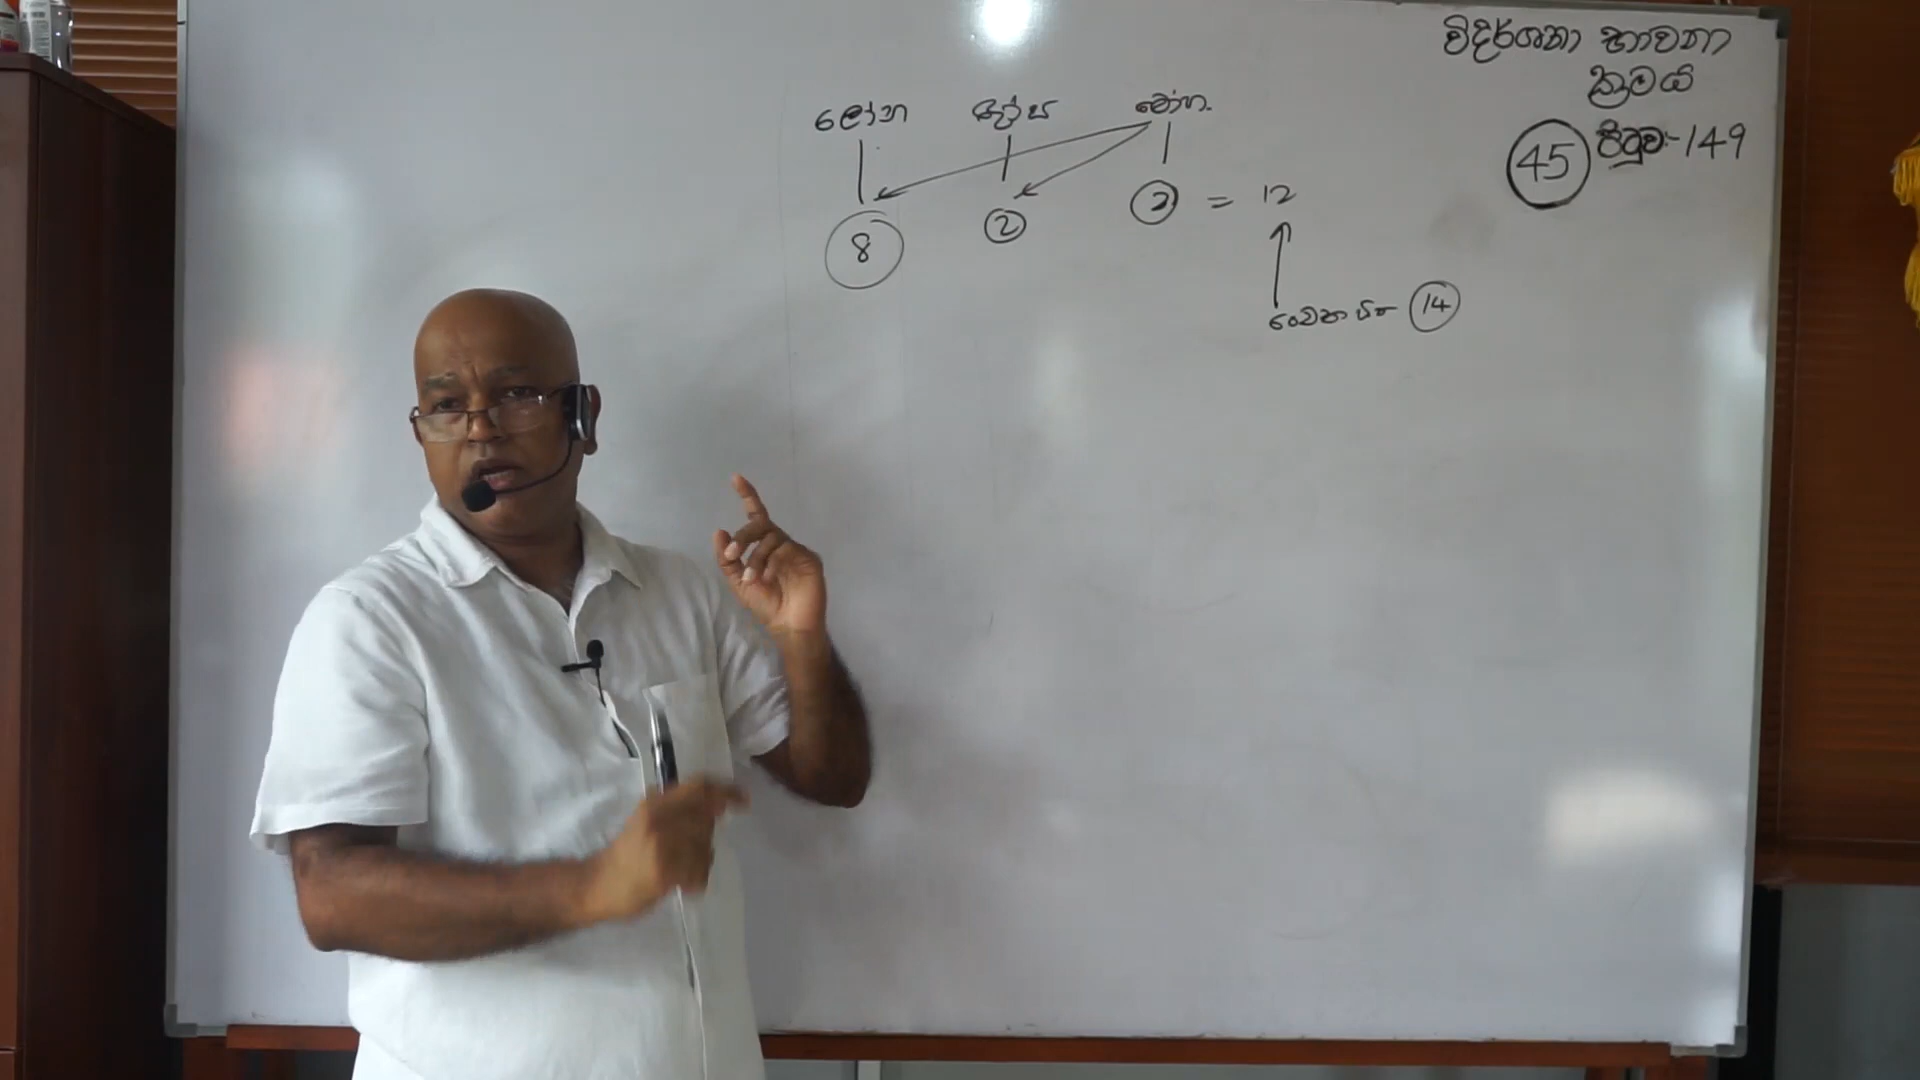 විදර්ශනා භාවනා
ක්‍රමය
45 පිටුව:-149
ලෝභ ද්වේෂ මෝහ.
8 2 2 = 12
චෛතසික 14